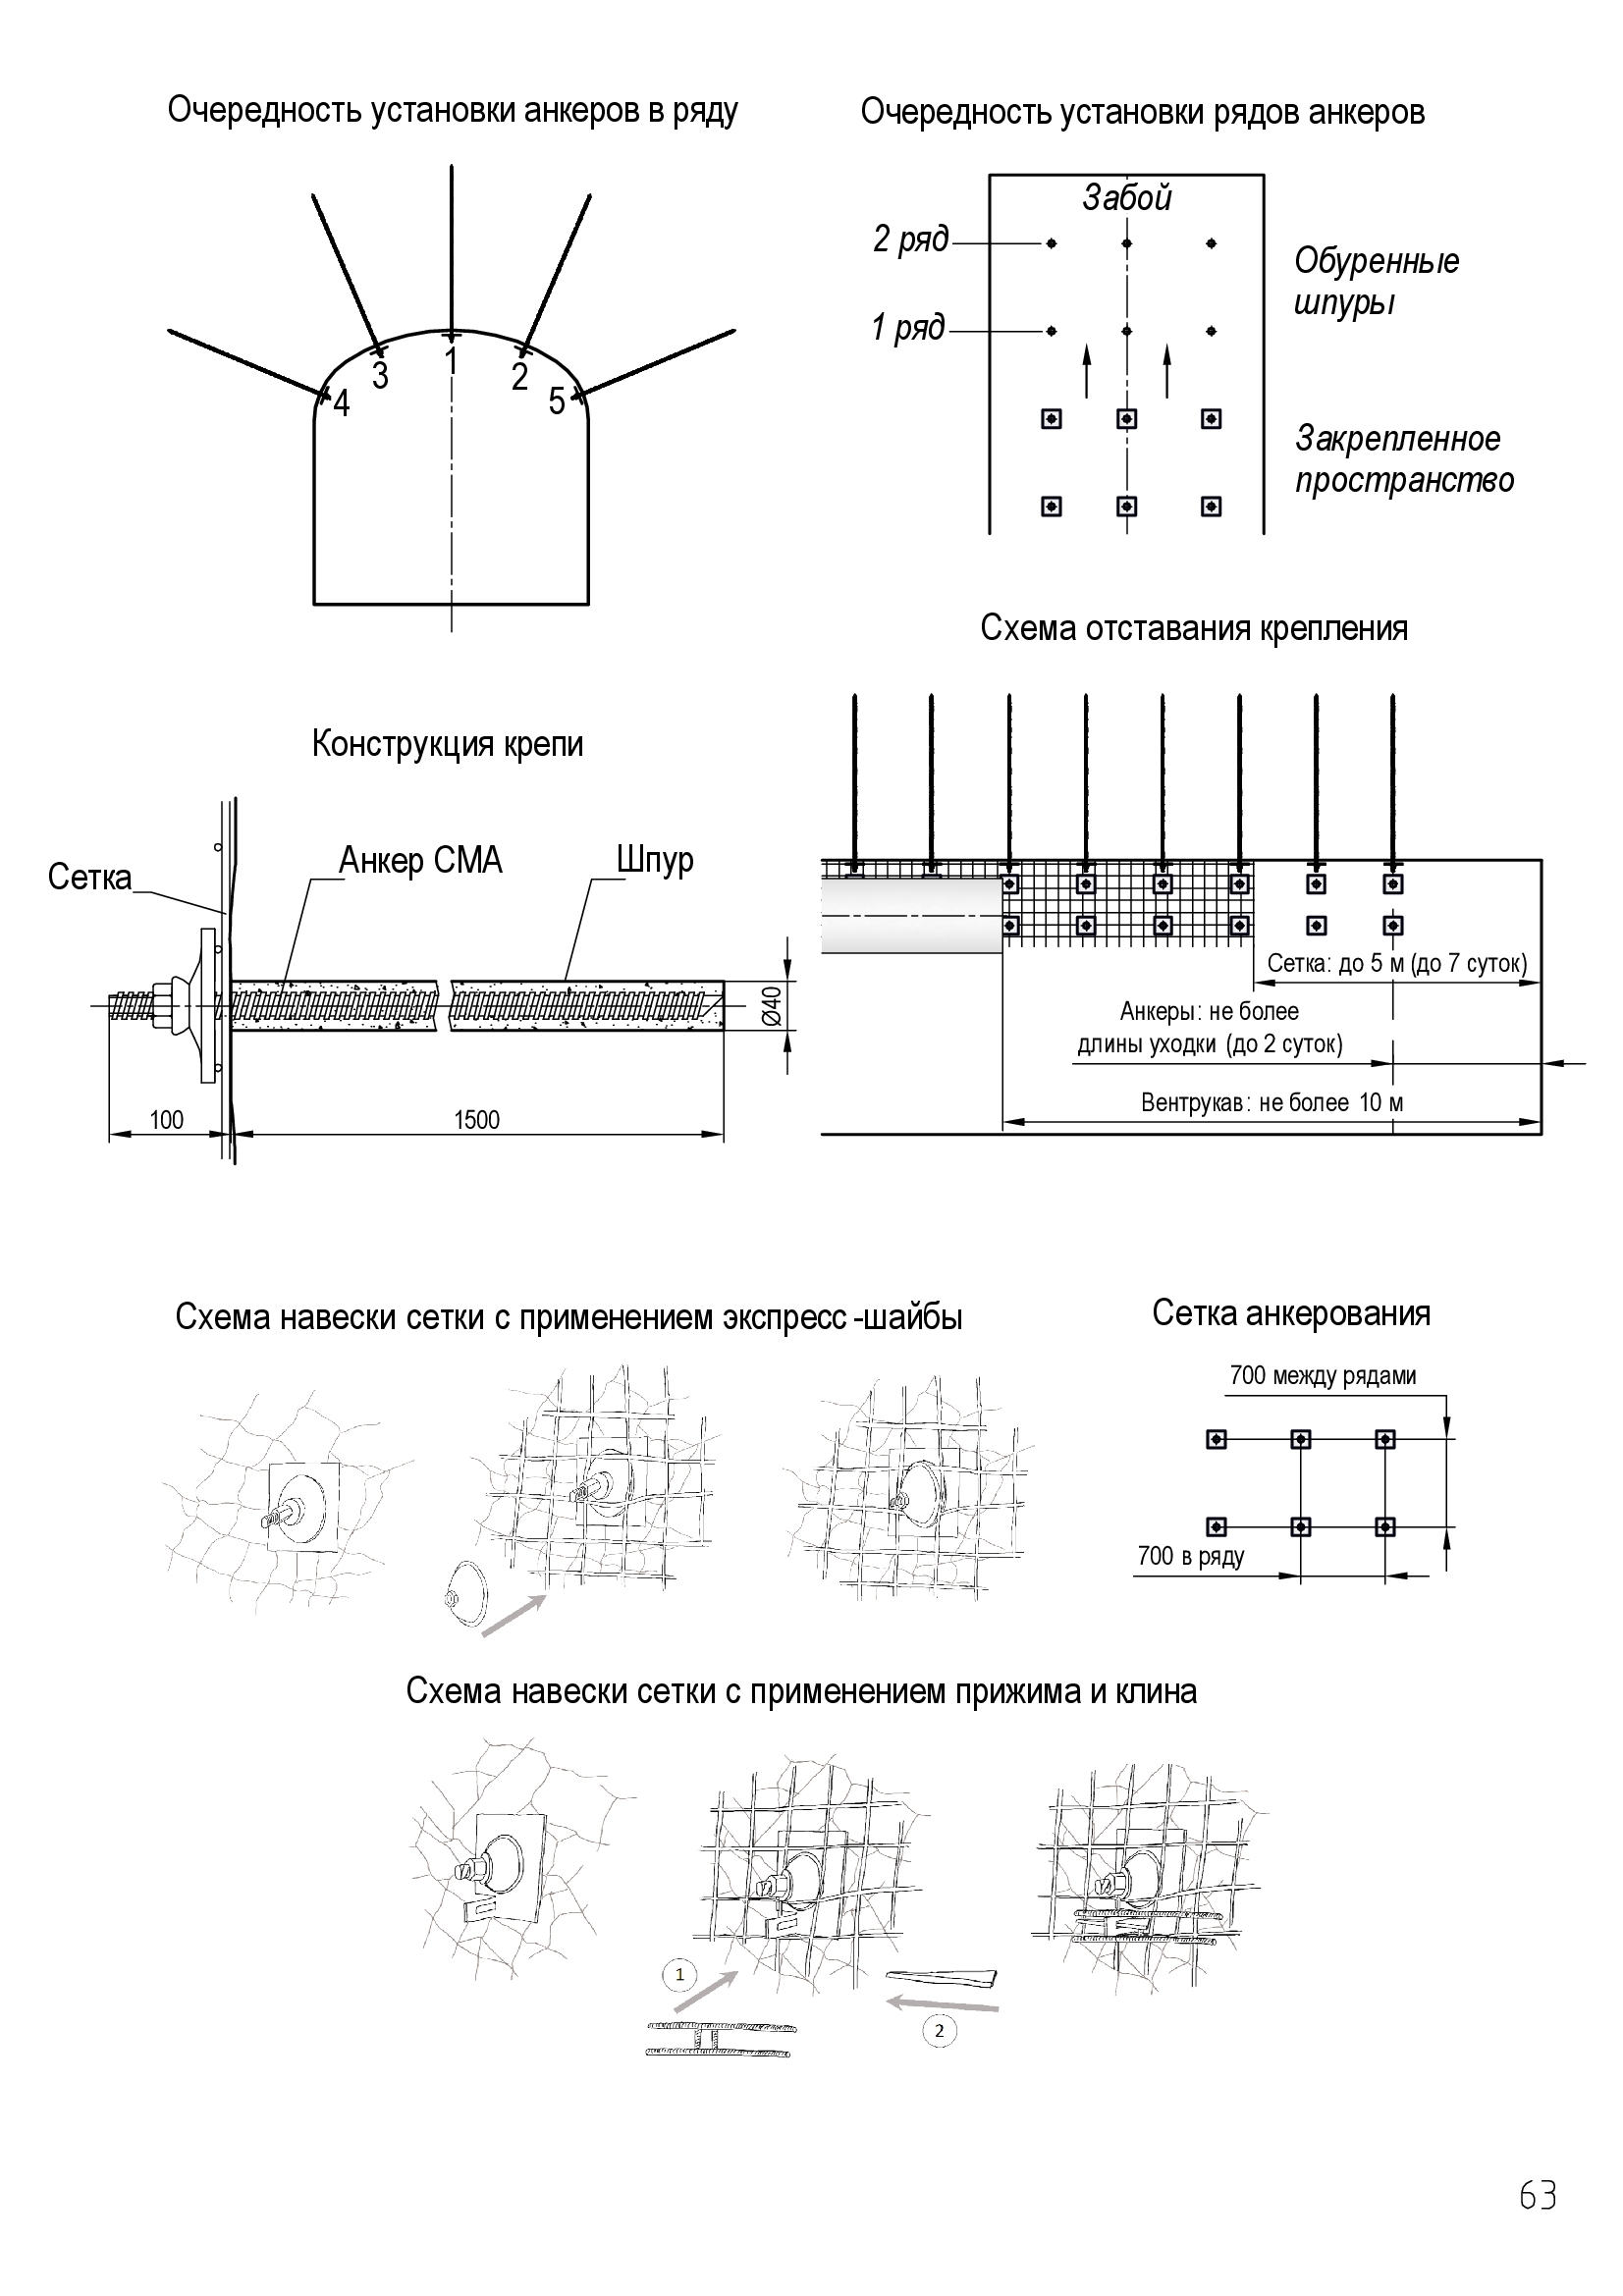 Очередность установки анкеров в ряду
4
3
1
2
5
Очередность установки рядов анкеров
Забой
2 ряд
1 ряд
Обуренные
шпуры
Закрепленное
пространство
Конструкция крепи
Сетка
Анкер СМА
Шпур
Ø40
100
1500
Схема отставания крепления
Сетка: до 5 м (до 7 суток)
Анкеры: не более
длины уходки (до 2 суток)
Вентрукав: не более 10 м
Схема навески сетки с применением экспресс-шайбы
Сетка анкерования
700 между рядами
700 в ряду
Схема навески сетки с применением прижима и клина
1
2
63